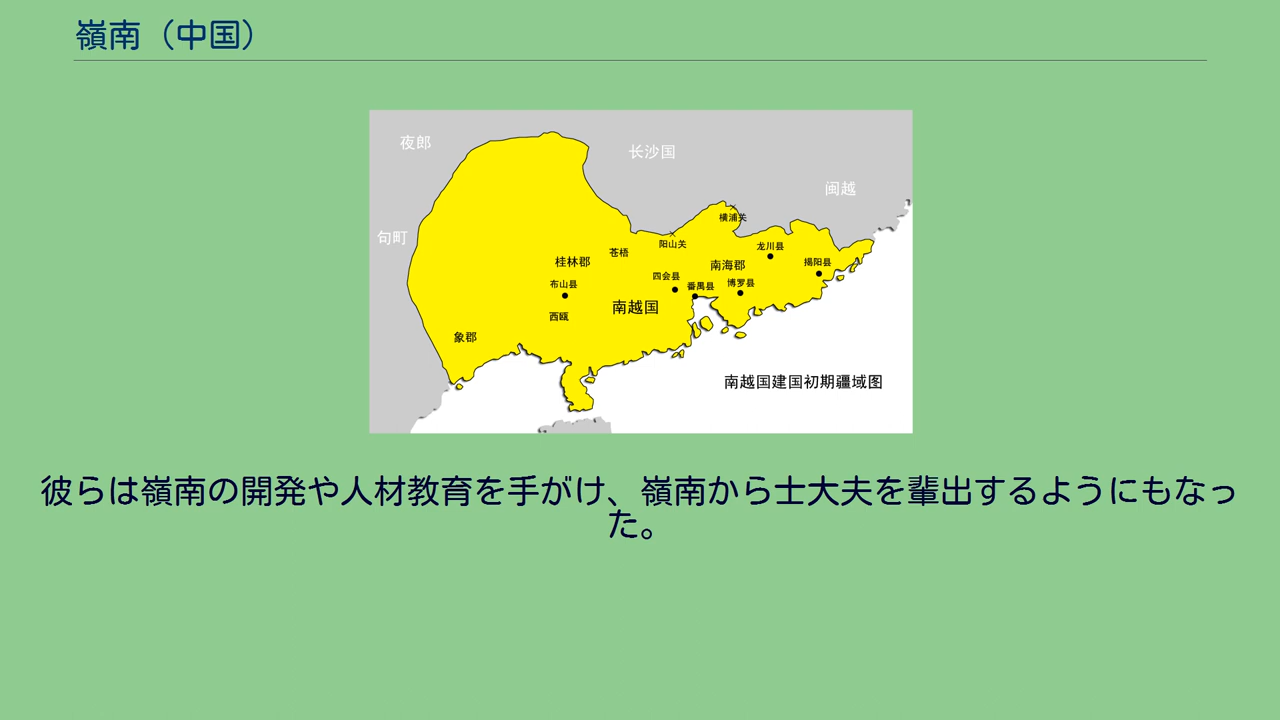 嶺南（中国）
夜郎
长沙国
闽越
横浦关
句町
阳山关
龙川县
苍梧
桂林郡
南海郡
揭阳县
四会县
布山县
番禺县
博罗县
南越国
西瓯
象郡
南越国建国初期疆域图
彼らは嶺南の開発や人材教育を手がけ、嶺南から士大夫を輩出するようにもなっ
た。